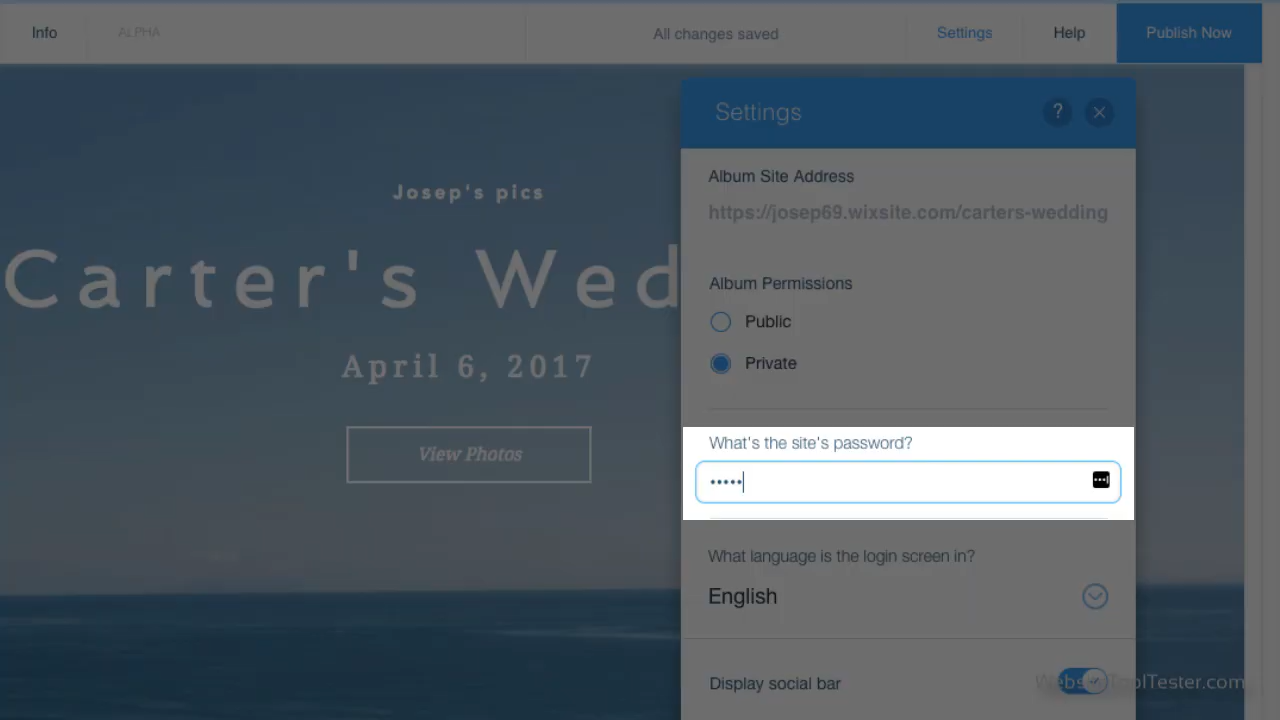 Info
ALPHA
All changes saved
Settings
Help
Publish Now
Settings
?
Josep's pics
Carter's Wed
April 6, 2017
View Photos
Album Site Address
https://josep69.wixsite.com/carters-wedding
Album Permissions
Public
Private
What's the site's password?
•••••
What language is the login screen in?
English
Display social bar
WebsiteToolTester.com